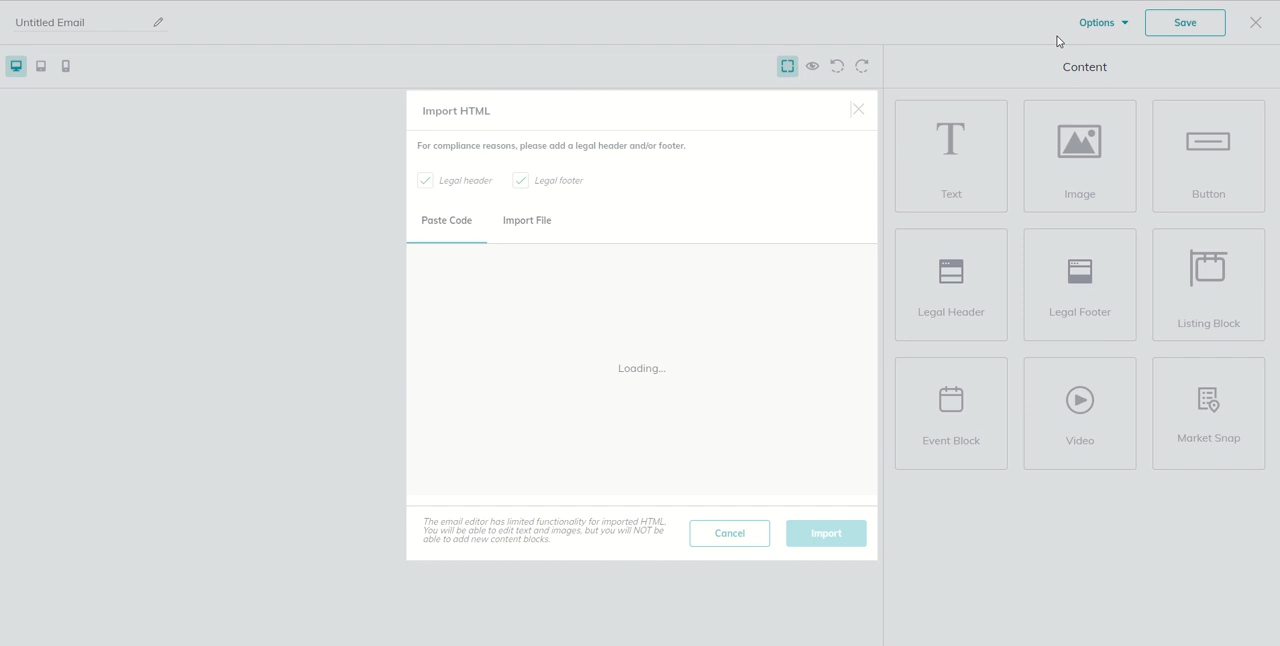 Untitled Email
Options
Save
Content
Import HTML
For compliance reasons, please add a legal header and/or footer.
Legal header
Legal footer
Paste Code
Import File
Loading...
The email editor has limited functionality for imported HTML.
You will be able to edit text and images, but you will NOT be
able to add new content blocks.
Cancel
Import
T
Text
Image
Button
Legal Header
Legal Footer
Listing Block
Event Block
Video
Market Snap